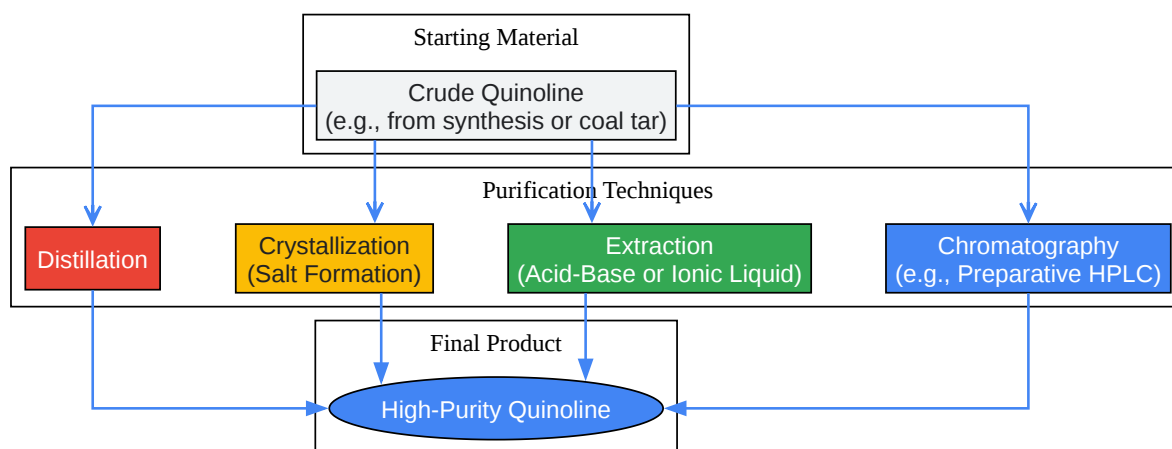 Starting Material
Crude Quinoline
(e.g., from synthesis or coal tar)
Purification Techniques
Distillation
Crystallization
(Salt Formation)
Extraction
(Acid-Base or Ionic Liquid)
Chromatography
(e.g., Preparative HPLC)
Final Product
High-Purity Quinoline